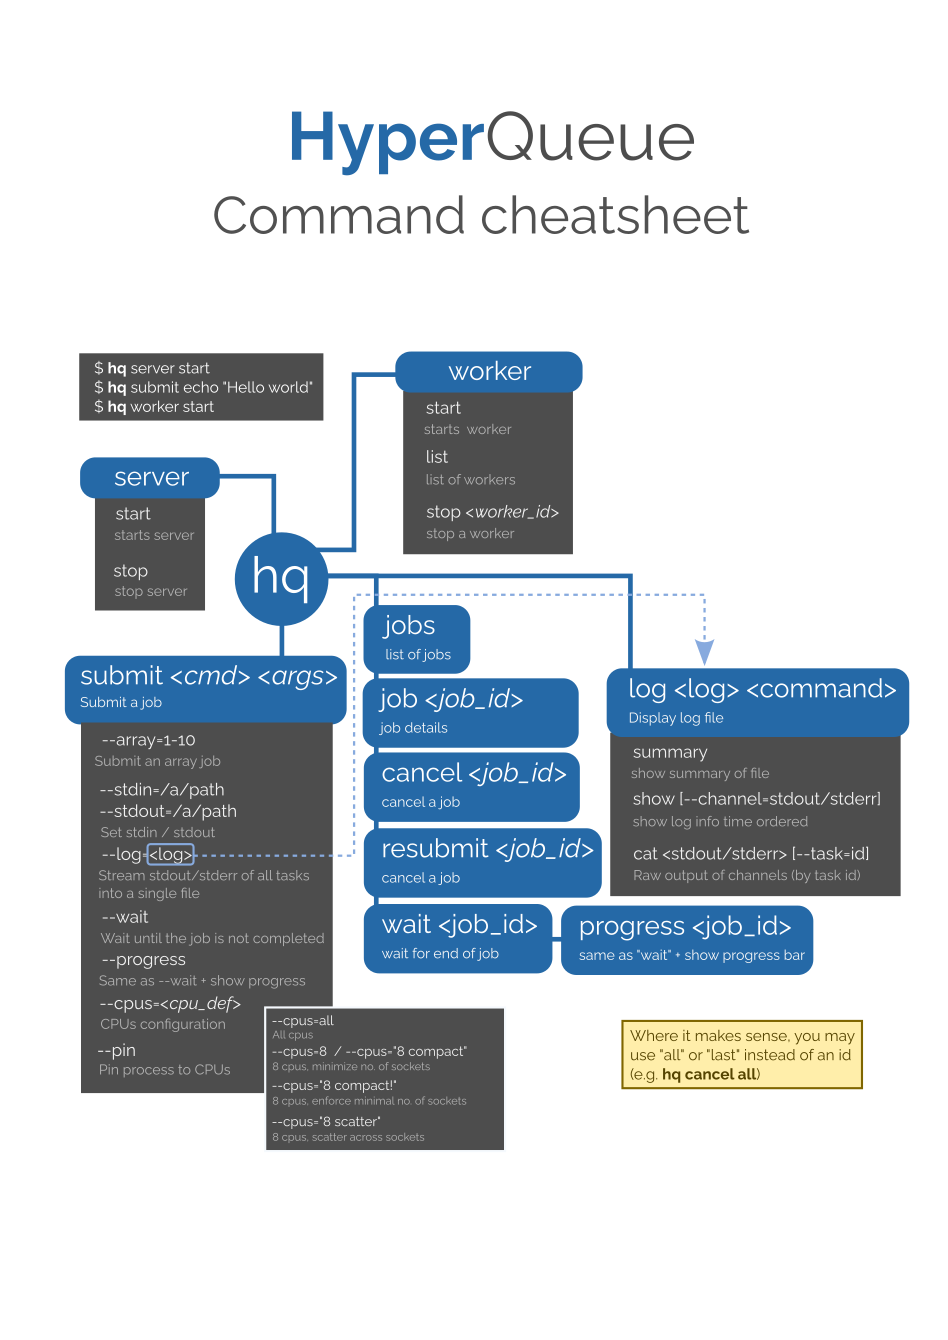 HyperQueue
Command cheatsheet
$ hq server start
$ hq submit echo "Hello world"
$ hq worker start
worker
start
starts worker
list
list of workers
stop <worker_id>
stop a worker
server
start
starts server
stop
stop server
hq
jobs
list of jobs
job <job_id>
job details
cancel <job_id>
cancel a job
resubmit <job_id>
cancel a job
wait <job_id>
wait for end of job
progress <job_id>
same as "wait" + show progress bar
submit <cmd> <args>
Submit a job
--array=1-10
Submit an array job
--stdin=/a/path
--stdout=/a/path
Set stdin / stdout
--log=<log>
Stream stdout/stderr of all tasks
into a single file
--wait
Wait until the job is not completed
--progress
Same as --wait + show progress
--cpus=<cpu_def>
CPUs configuration
--pin
Pin process to CPUs
--cpus=all
All cpus
--cpus=8 / --cpus="8 compact"
8 cpus, minimize no. of sockets
--cpus="8 compact!"
8 cpus, enforce minimal no. of sockets
--cpus="8 scatter"
8 cpus, scatter across sockets
log <log> <command>
Display log file
summary
show summary of file
show [--channel=stdout/stderr]
show log info time ordered
cat <stdout/stderr> [--task=id]
Raw output of channels (by task id)
Where it makes sense, you may
use "all" or "last" instead of an id
(e.g. hq cancel all)